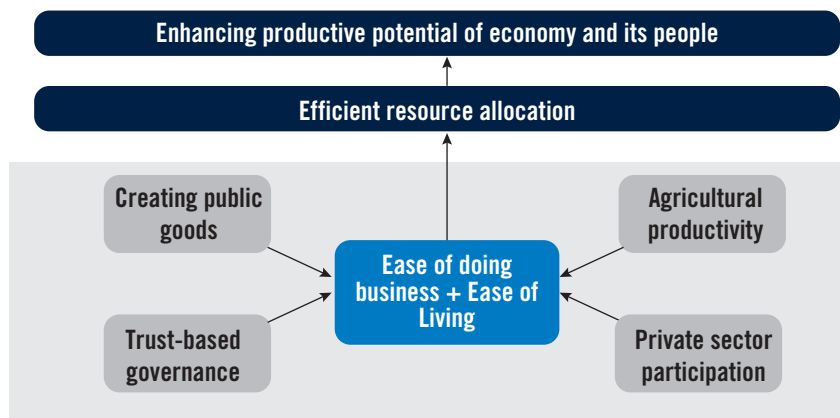 Enhancing productive potential of economy and its people
Efficient resource allocation
Creating public
goods
Agricultural
productivity
Ease of doing
business + Ease of
Living
Trust-based
governance
Private sector
participation